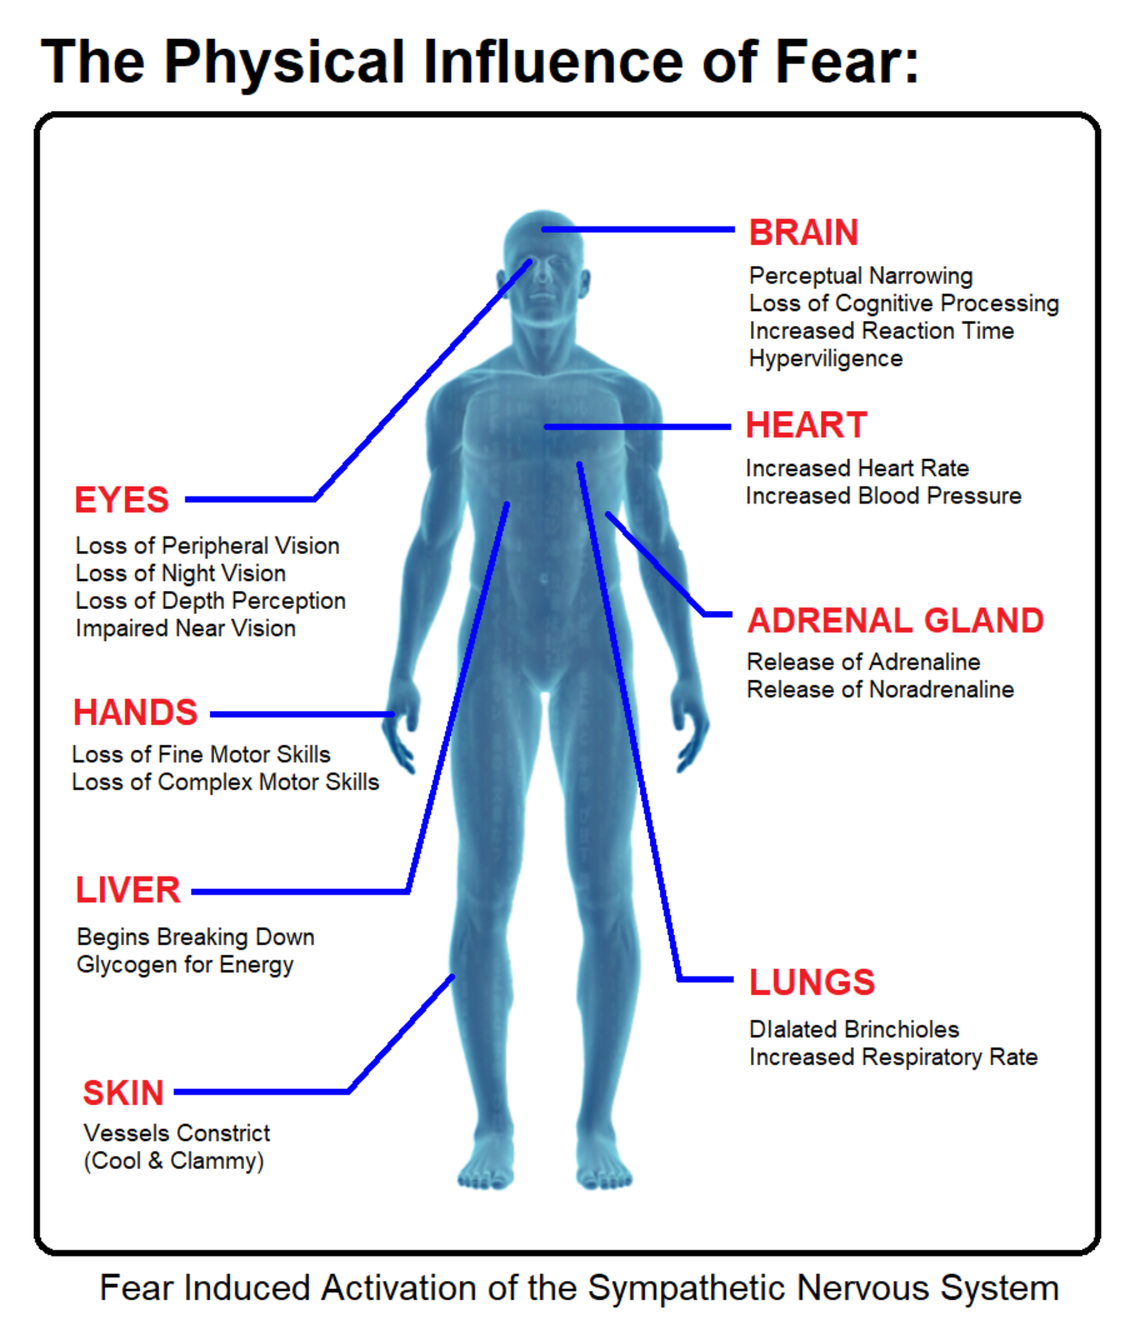 The Physical Influence of Fear:
BRAIN
Perceptual Narrowing
Loss of Cognitive Processing
Increased Reaction Time
Hyperviligence
HEART
Increased Heart Rate
Increased Blood Pressure
EYES
Loss of Peripheral Vision
Loss of Night Vision
Loss of Depth Perception
Impaired Near Vision
ADRENAL GLAND
Release of Adrenaline
Release of Noradrenaline
HANDS
Loss of Fine Motor Skills
Loss of Complex Motor Skills
LIVER
Begins Breaking Down
Glycogen for Energy
LUNGS
DIalated Brinchioles
Increased Respiratory Rate
SKIN
Vessels Constrict
(Cool & Clammy)
Fear Induced Activation of the Sympathetic Nervous System